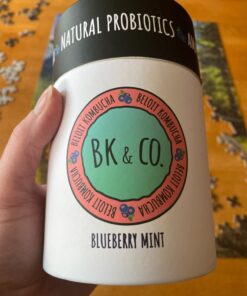 NATURAL PROBIOTICS
BELOIT KOMBUCHA
BELOIT KOMBUCHA
BK & CO.
BELOIT KOMBUCHA
BELOIT KOMBUCHA
BLUEBERRY MINT